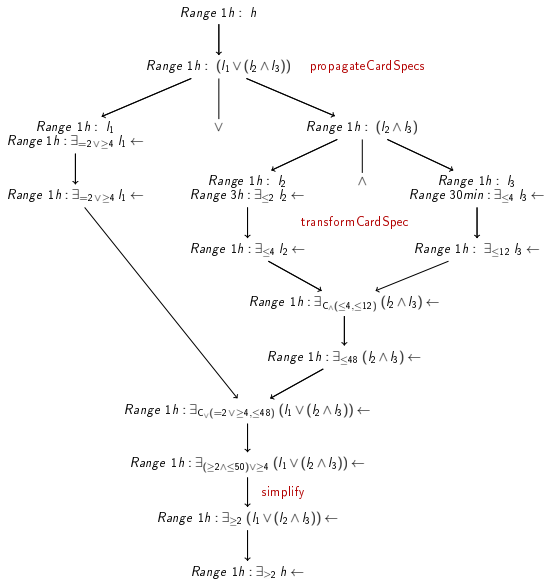 Range 1h : h
Range 1h : (l₁ ∨ (l₂ ∧ l₃)) propagateCardSpecs
Range 1h : l₁ ∨ Range 1h : (l₂ ∧ l₃)
Range 1h : ∃₌₂ ∨ ≥₄ l₁ ←
Range 1h : l₂ ∧ Range 1h : l₃
Range 1h : ∃₌₂ ∨ ≥₄ l₁ ← Range 3h : ∃≤₂ l₂ ← Range 30min : ∃≤₄ l₃ ←
transformCardSpec
Range 1h : ∃≤₄ l₂ ← Range 1h : ∃≤₁₂ l₃ ←
Range 1h : ∃C∧(≤4,≤12) (l₂ ∧ l₃) ←
Range 1h : ∃≤₄₈ (l₂ ∧ l₃) ←
Range 1h : ∃C∨(=2 ∨ ≥4,≤48) (l₁ ∨ (l₂ ∧ l₃)) ←
Range 1h : ∃(≥2 ∧ ≤50) ∨ ≥4 (l₁ ∨ (l₂ ∧ l₃)) ←
simplify
Range 1h : ∃≥₂ (l₁ ∨ (l₂ ∧ l₃)) ←
Range 1h : ∃>₂ h ←